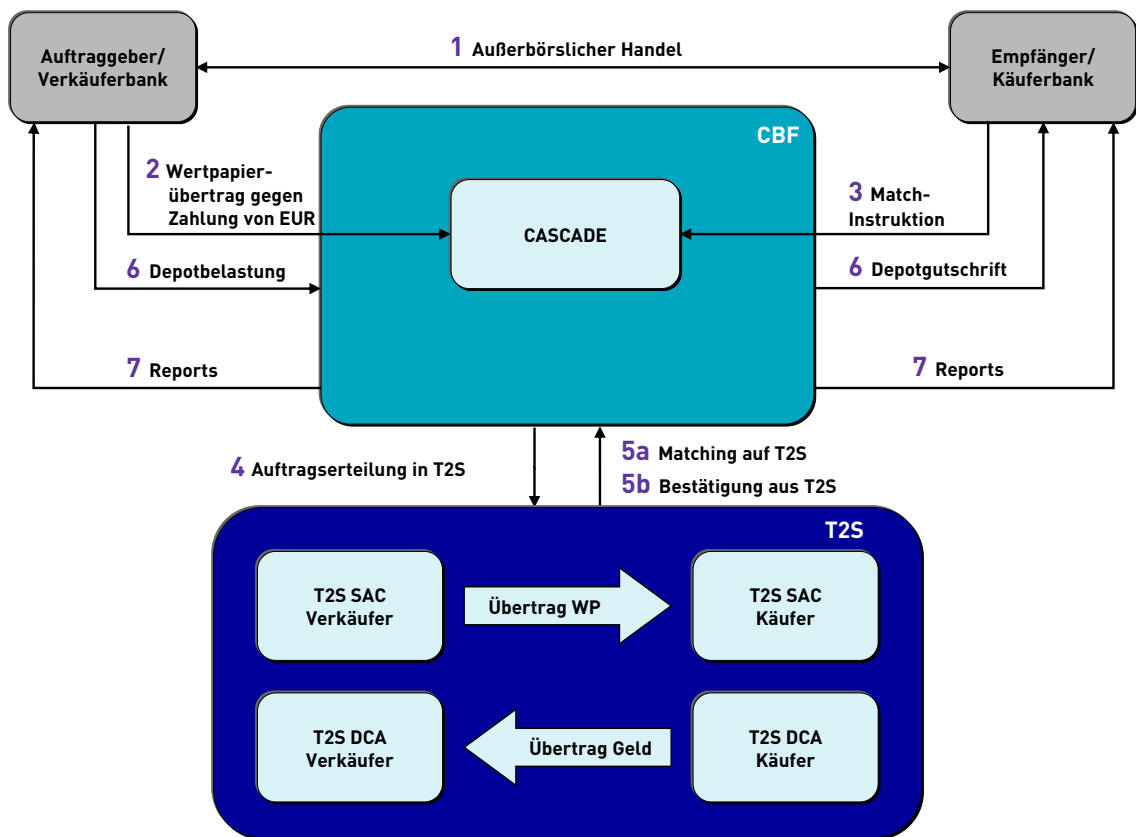 Auftraggeber/
Verkäuferbank
1 Außerbörslicher Handel
Empfänger/
Käuferbank
CBF
2 Wertpapier-
übertrag gegen
Zahlung von EUR
CASCADE
3 Match-
Instruktion
6 Depotbelastung
6 Depotgutschrift
7 Reports
7 Reports
4 Auftragserteilung in T2S
5a Matching auf T2S
5b Bestätigung aus T2S
T2S
T2S SAC
Verkäufer
Übertrag WP
T2S SAC
Käufer
T2S DCA
Verkäufer
Übertrag Geld
T2S DCA
Käufer